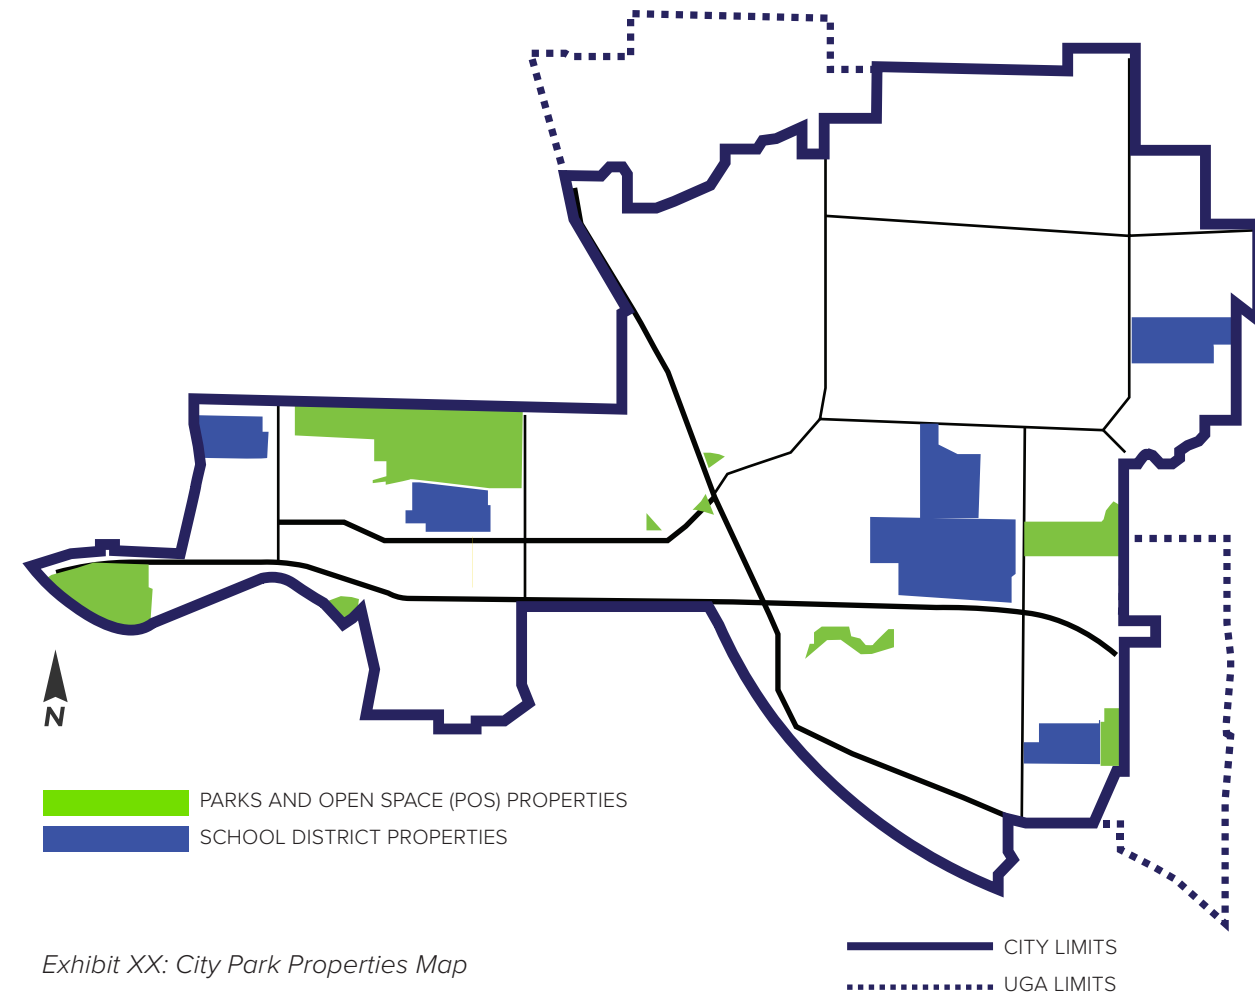 N
PARKS AND OPEN SPACE (POS) PROPERTIES
SCHOOL DISTRICT PROPERTIES
Exhibit XX: City Park Properties Map
CITY LIMITS
UGA LIMITS